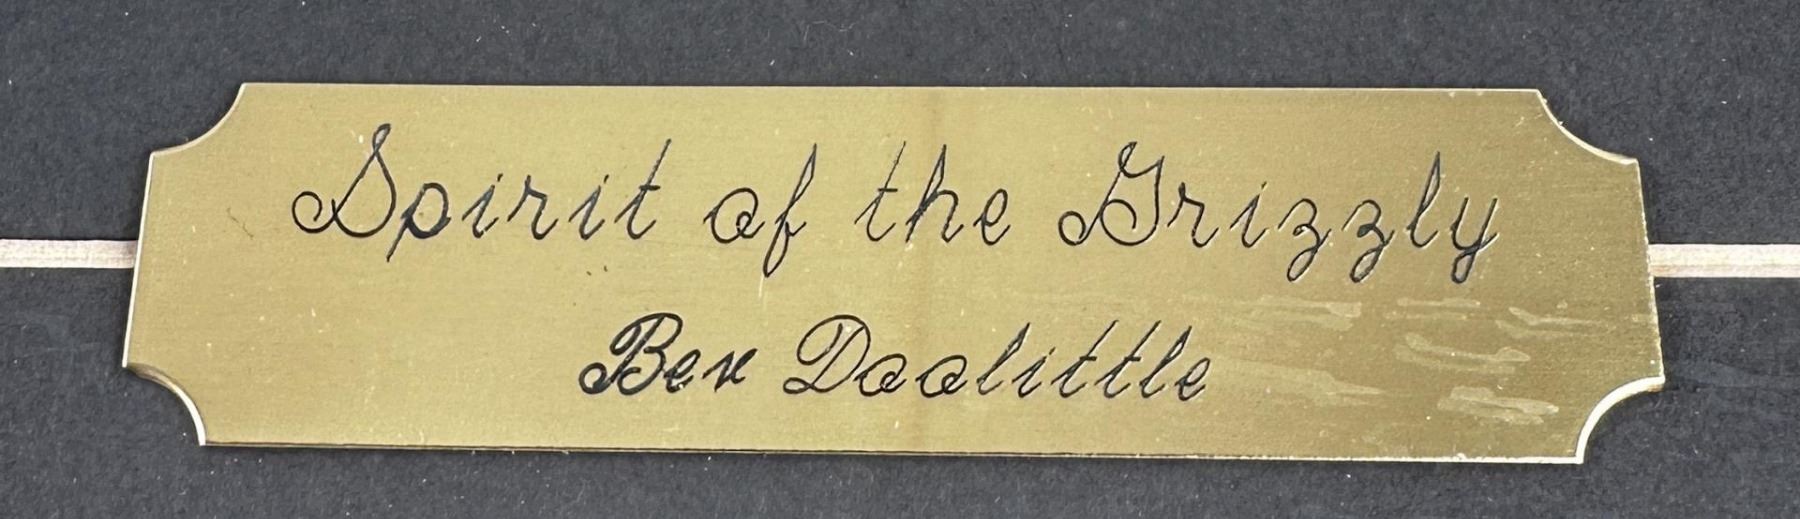 Spirit of the Grizzly
Bev Doolittle